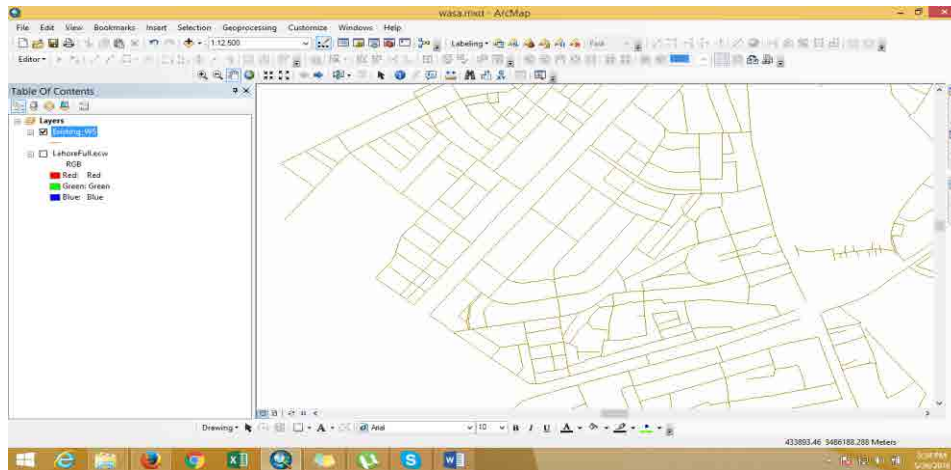 wasa.mxd - ArcMap
File Edit View Bookmarks Insert Selection Geoprocessing Customize Windows Help
1:12,500 Labeling
Editor
Table Of Contents
Layers
Existing_WS
LahoreFull.ecw
RGB
Red: Red
Green: Green
Blue: Blue
Drawing A Arial 10 B I U A
433893.46 3486188.288 Meters